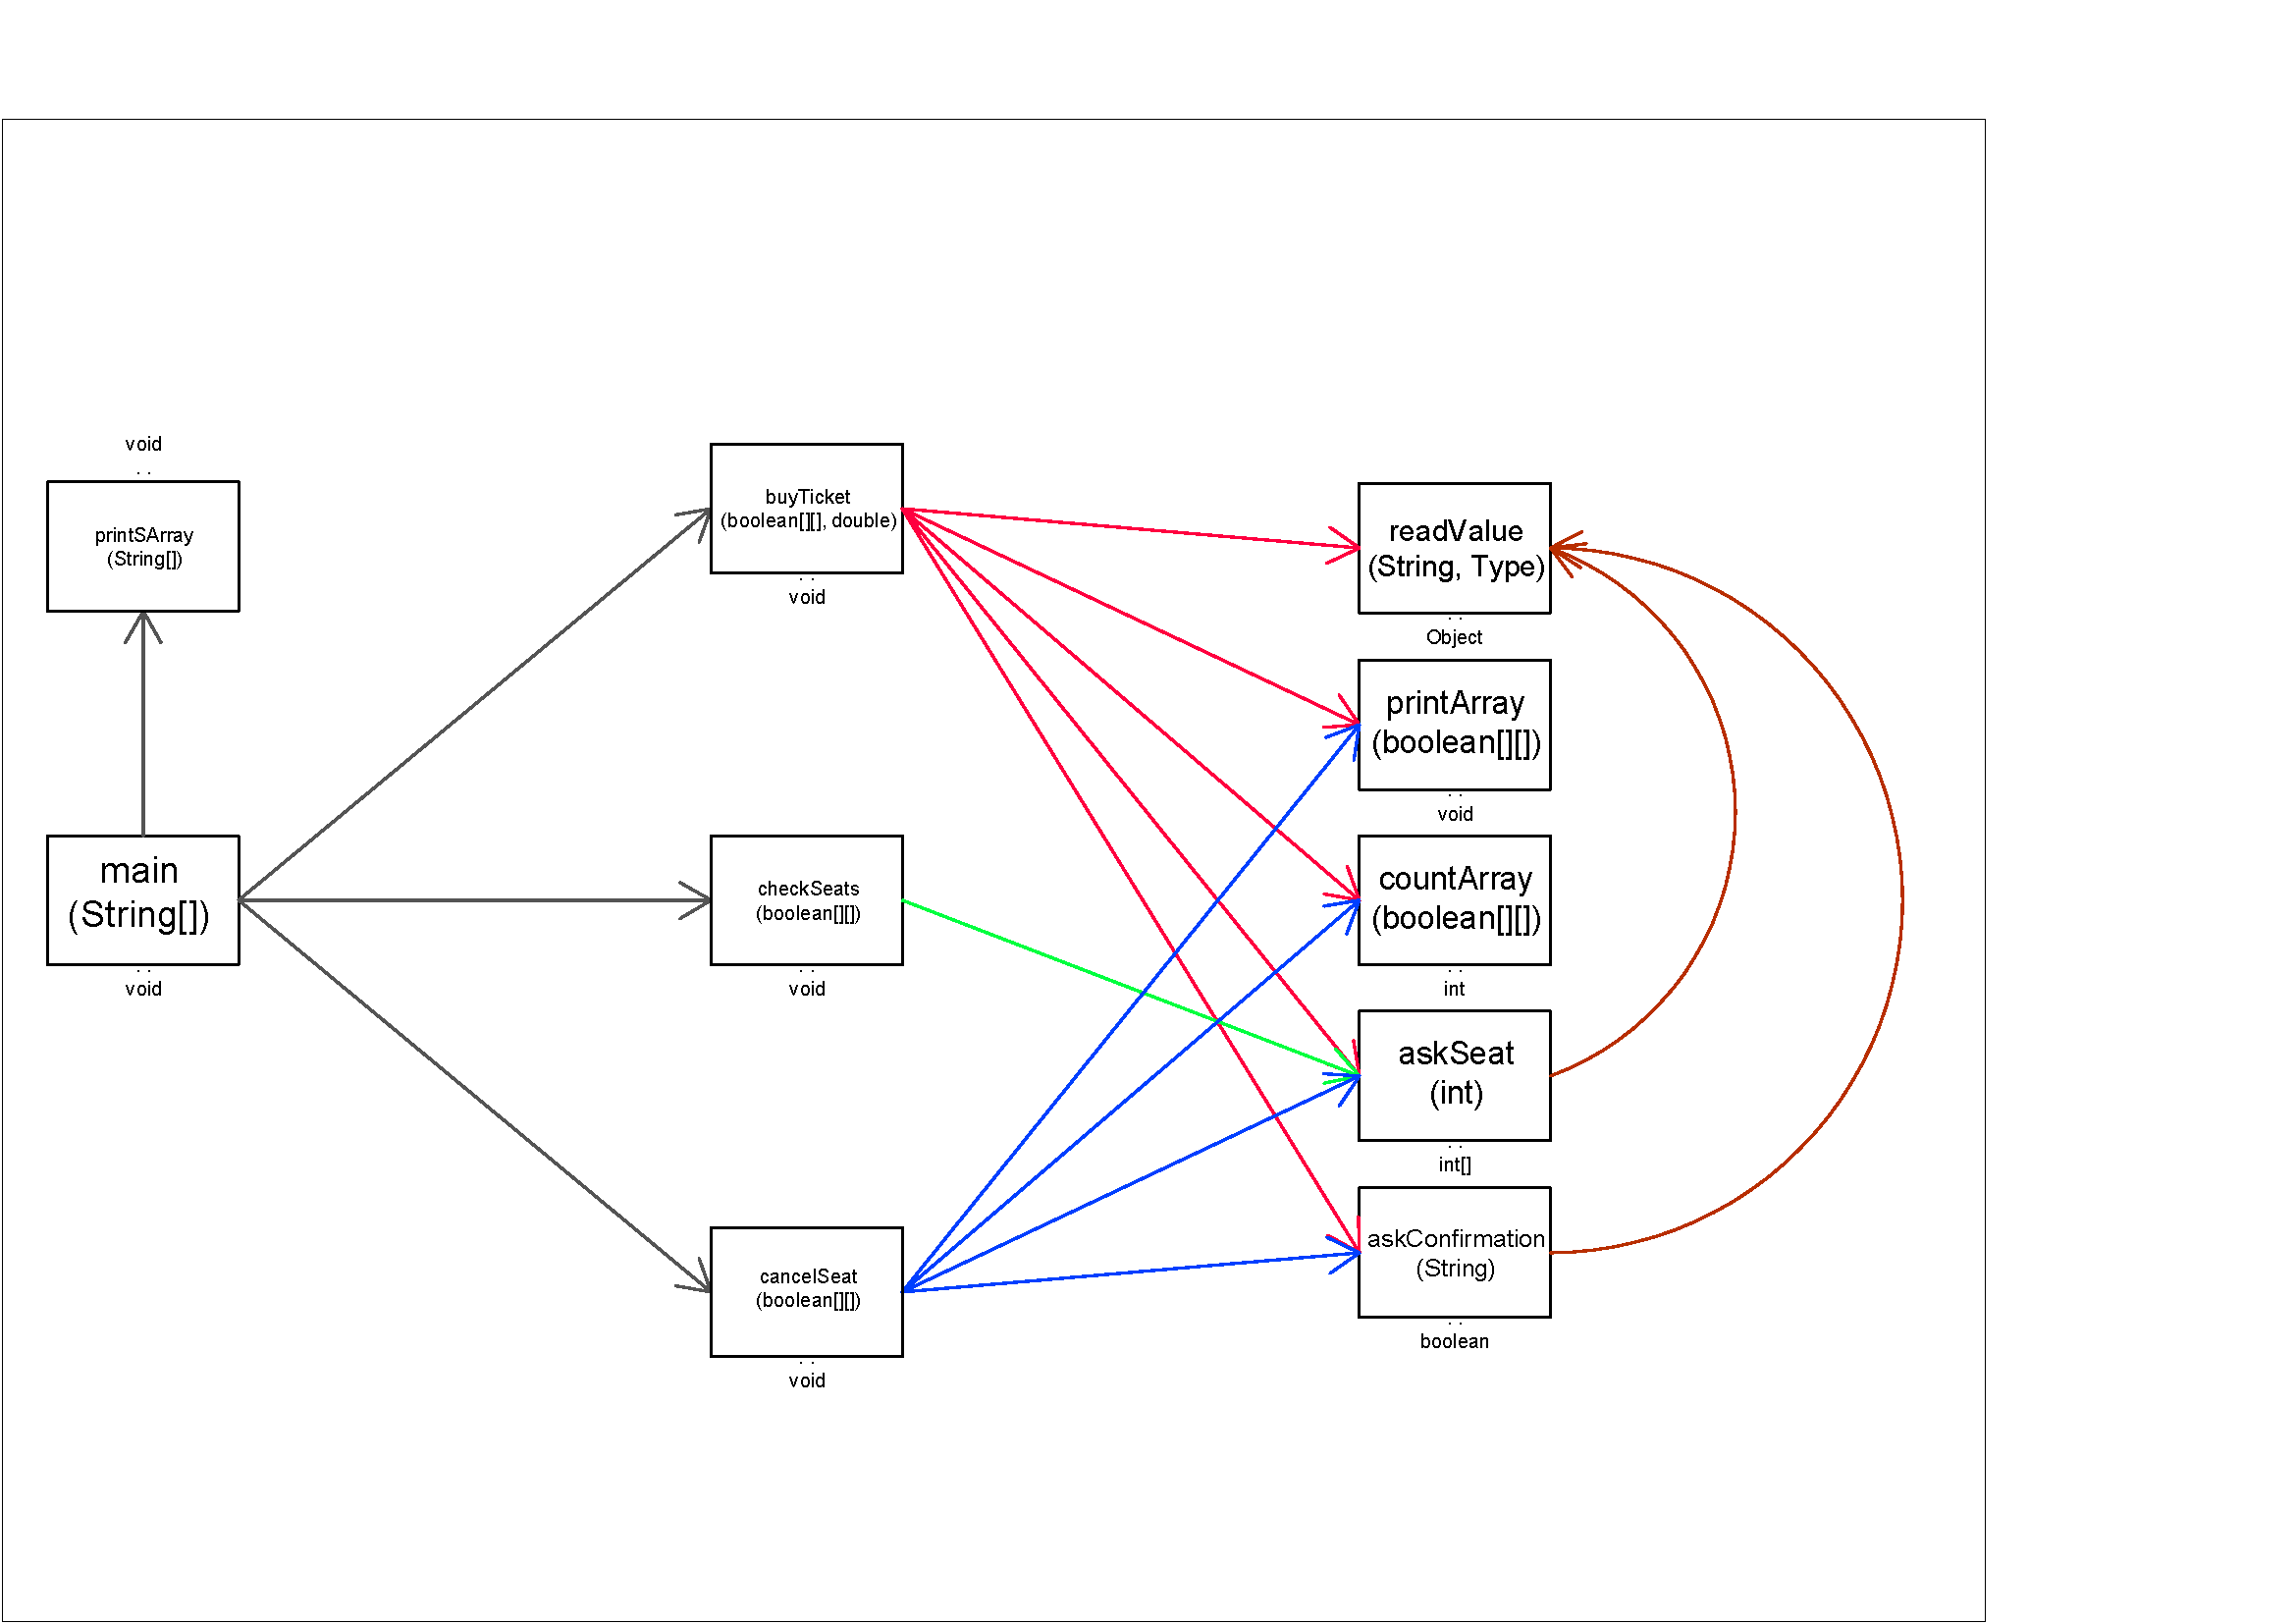 void
. .
printSArray
(String[])
main
(String[])
. .
void
buyTicket
(boolean[][], double)
. .
void
checkSeats
(boolean[][])
. .
void
cancelSeat
(boolean[][])
. .
void
readValue
(String, Type)
. .
Object
printArray
(boolean[][])
. .
void
countArray
(boolean[][])
. .
int
askSeat
(int)
. .
int[]
askConfirmation
(String)
. .
boolean